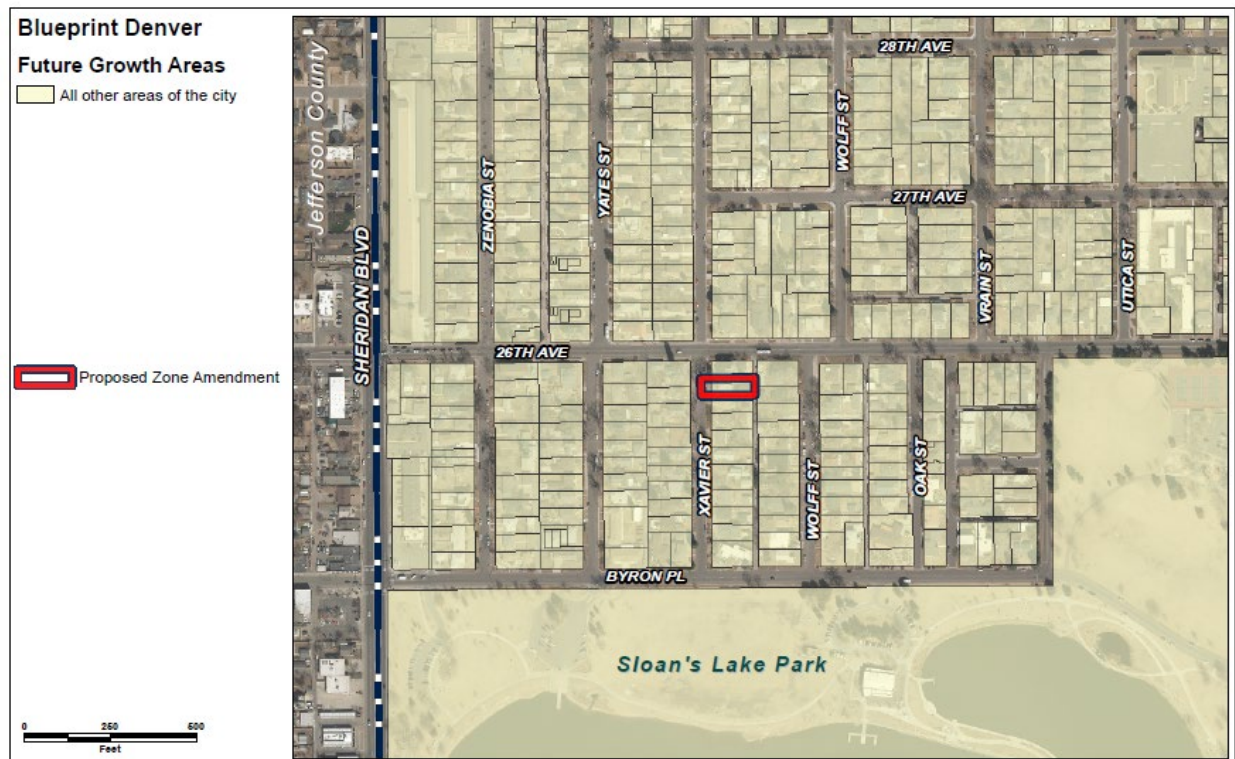 Blueprint Denver
Future Growth Areas
All other areas of the city
Proposed Zone Amendment
0 250 500
Feet
Jefferson County
SHERIDAN BLVD
28TH AVE
WOLFF ST
YATES ST
ZENOBIA ST
27TH AVE
VRAIN ST
UTICA ST
26TH AVE
XAVIER ST
WOLFF ST
OAK ST
BYRON PL
Sloan's Lake Park